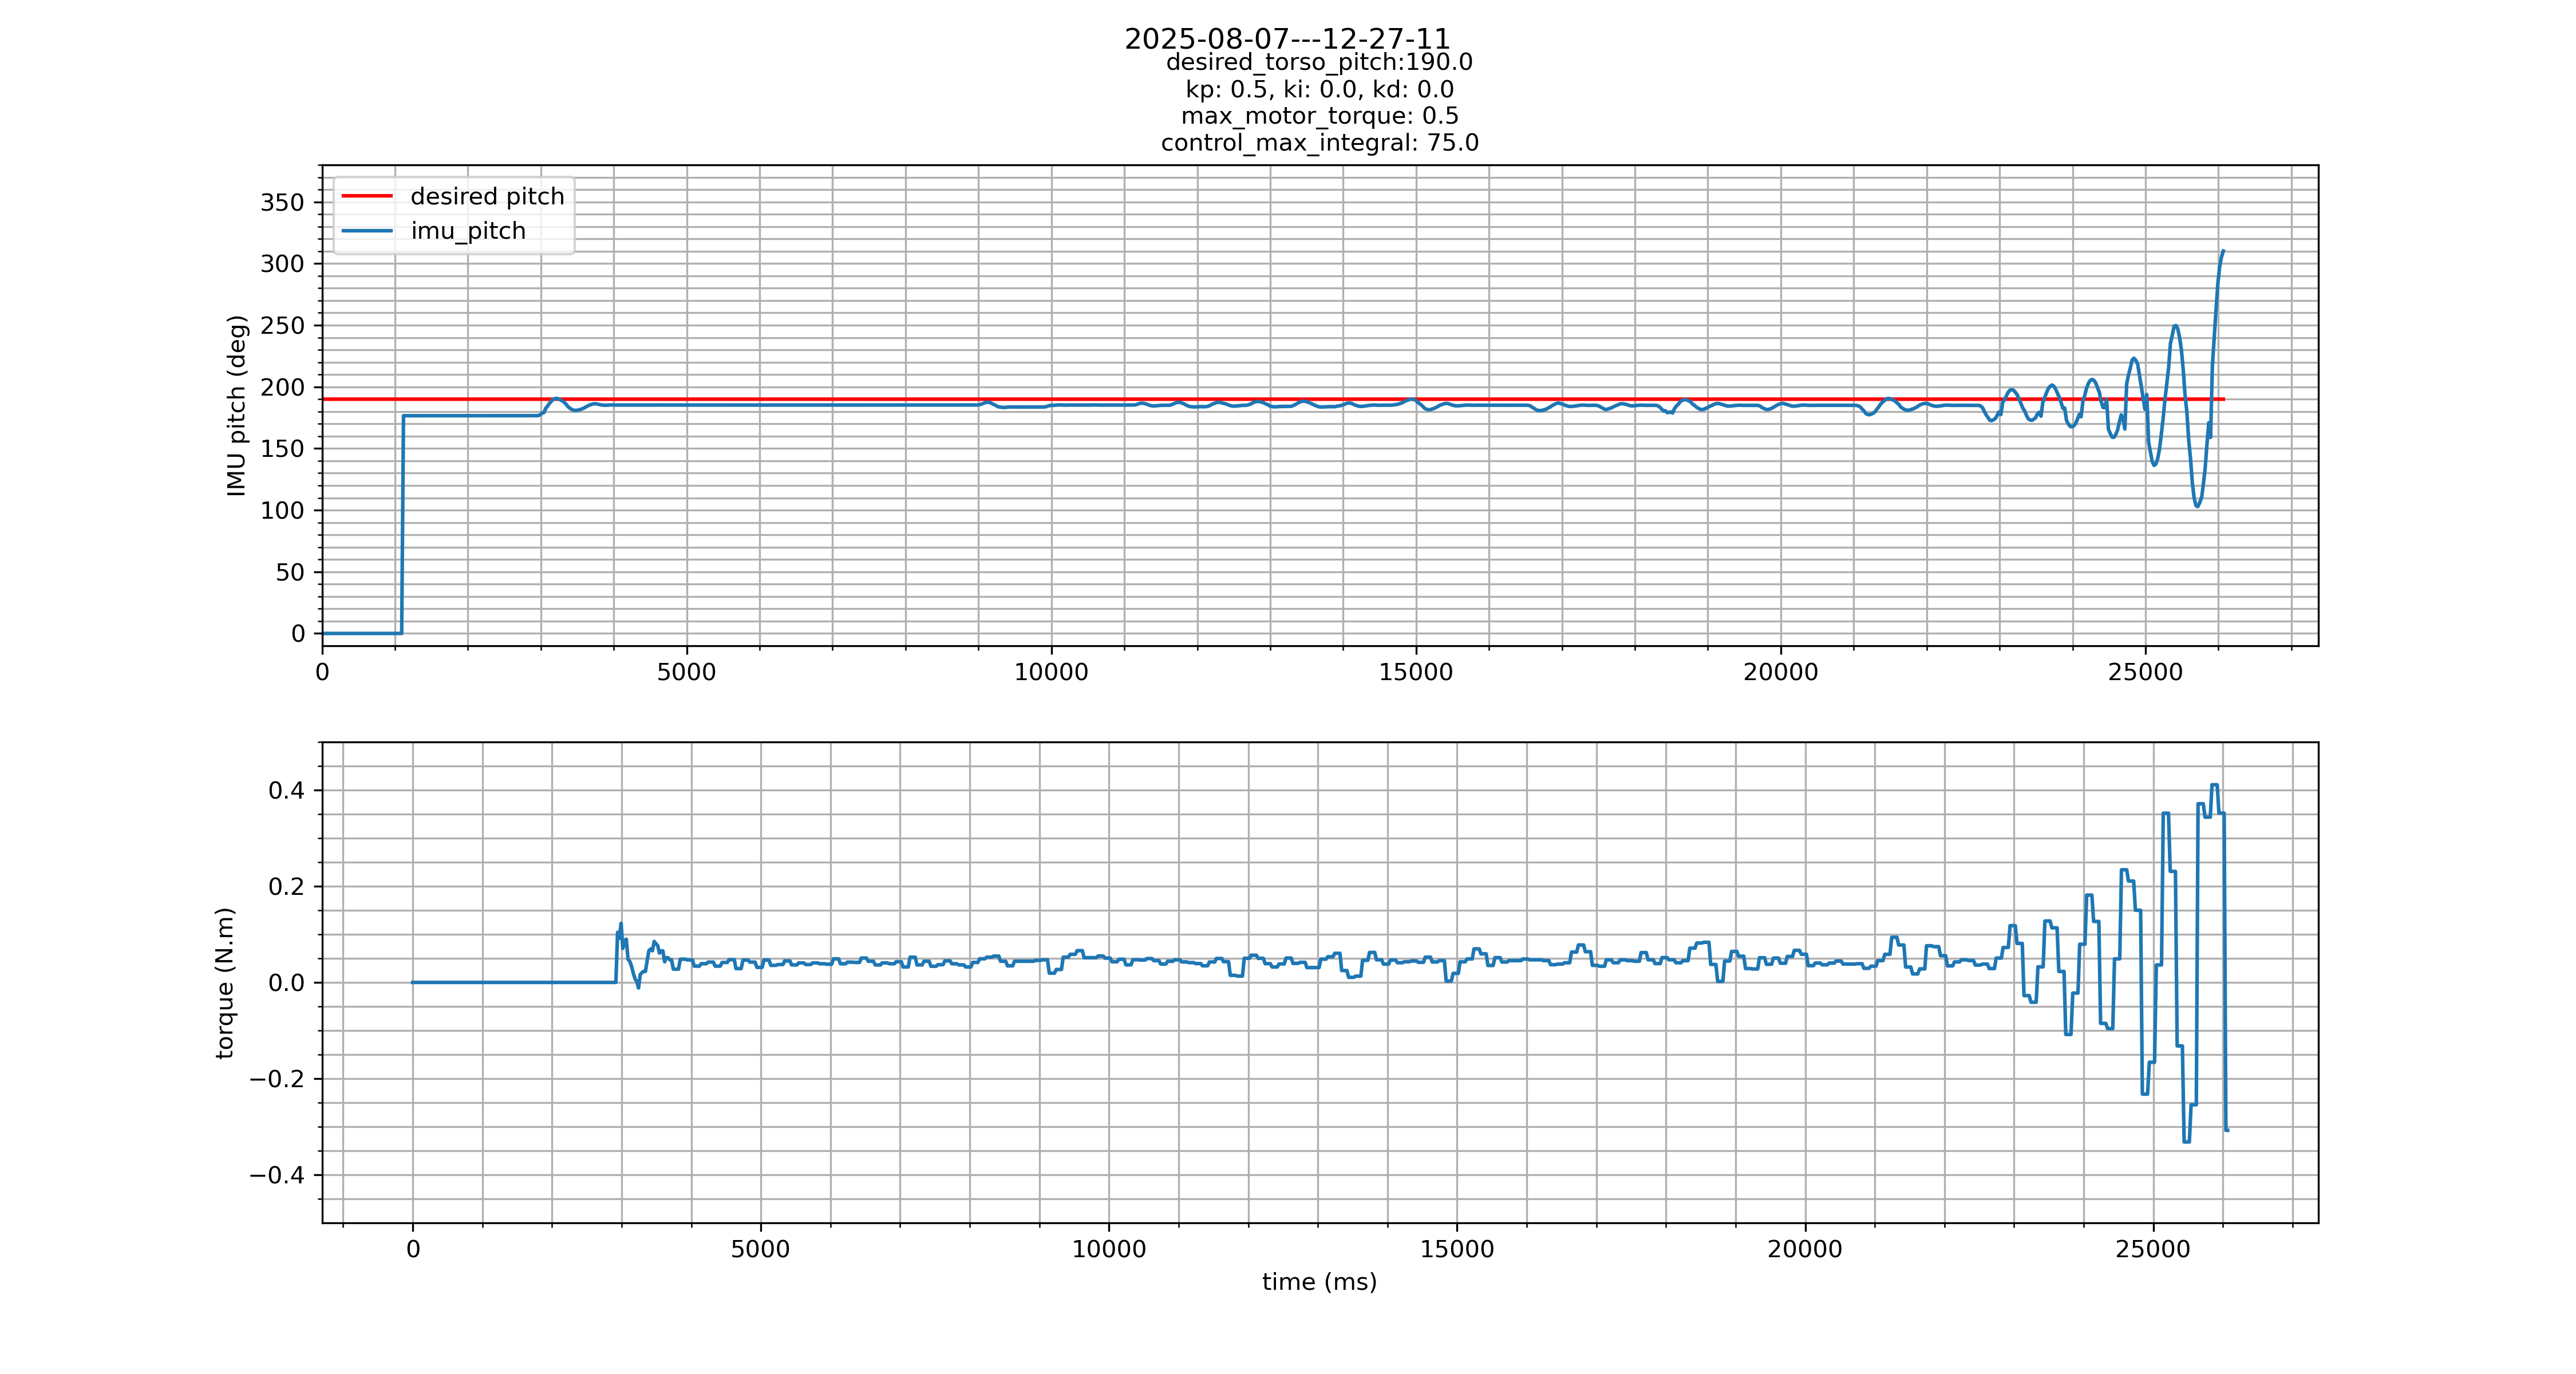 2025-08-07---12-27-11
desired_torso_pitch:190.0
kp: 0.5, ki: 0.0, kd: 0.0
max_motor_torque: 0.5
control_max_integral: 75.0
desired pitch
imu_pitch
IMU pitch (deg)
350
300
250
200
150
100
50
0
0 5000 10000 15000 20000 25000
torque (N.m)
0.4
0.2
0.0
−0.2
−0.4
0 5000 10000 15000 20000 25000
time (ms)